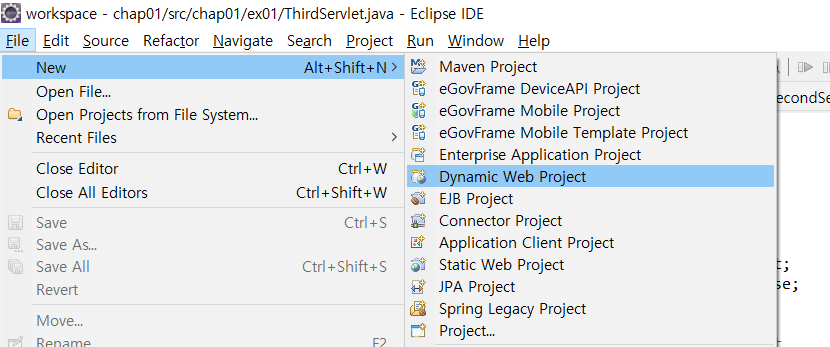 workspace - chap01/src/chap01/ex01/ThirdServlet.java - Eclipse IDE
File Edit Source Refactor Navigate Search Project Run Window Help
New Alt+Shift+N
Open File...
Open Projects from File System...
Recent Files
Close Editor Ctrl+W
Close All Editors Ctrl+Shift+W
Save Ctrl+S
Save As...
Save All Ctrl+Shift+S
Revert
Move...
Rename... F2
Maven Project
eGovFrame DeviceAPI Project
eGovFrame Mobile Project
eGovFrame Mobile Template Project
Enterprise Application Project
Dynamic Web Project
EJB Project
Connector Project
Application Client Project
Static Web Project
JPA Project
Spring Legacy Project
Project...
econdSe
t;
se;